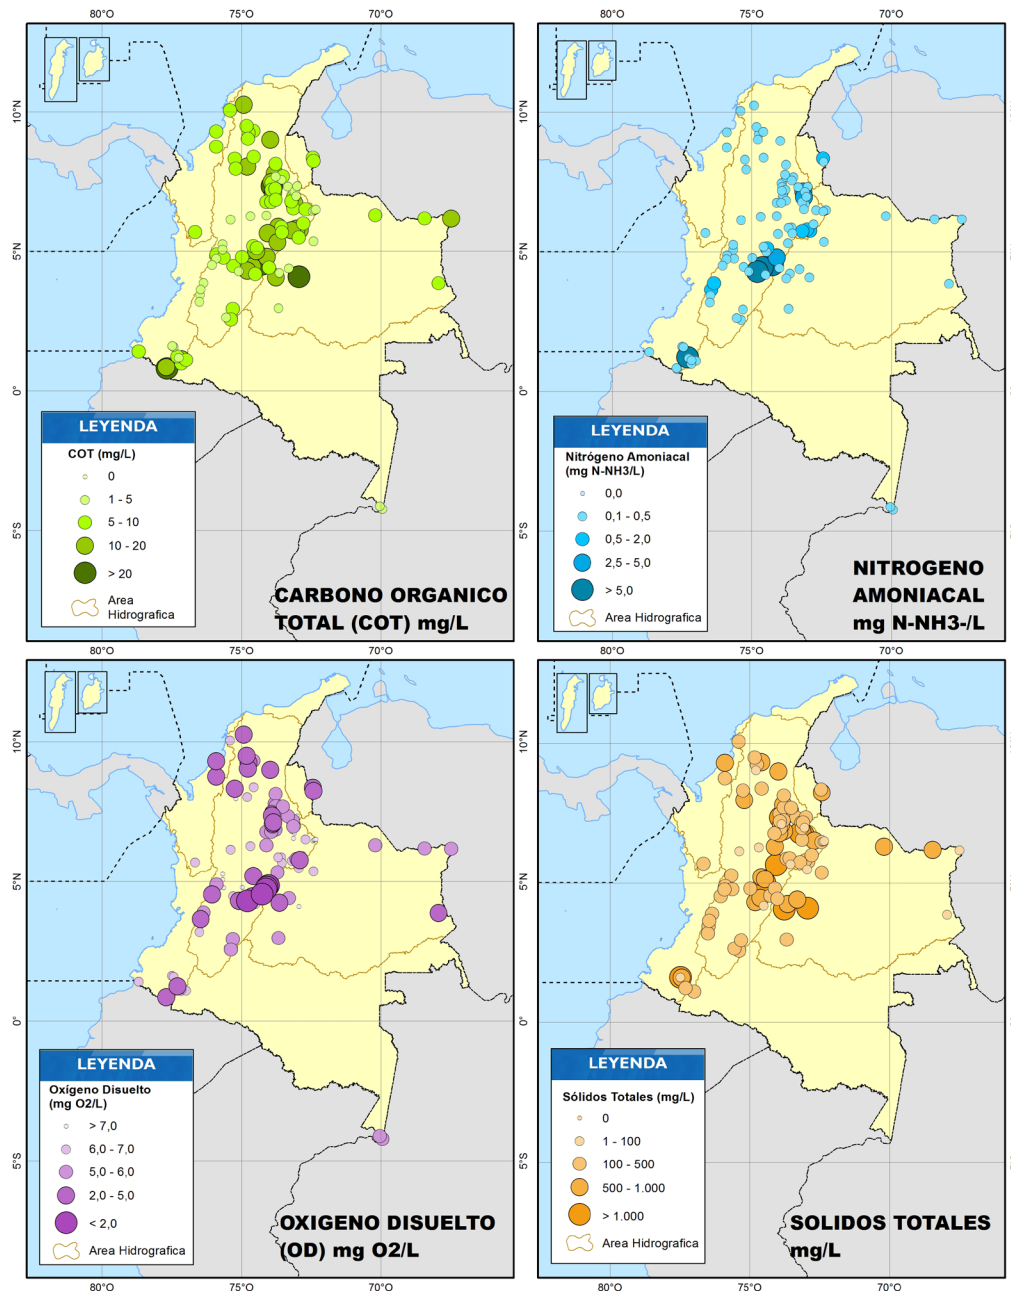 80°O
75°O
70°O
80°O
75°O
70°O
10°N
5°N
0°
5°S
LEYENDA
COT (mg/L)
0
1 - 5
5 - 10
10 - 20
> 20
Area
Hidrografica
CARBONO ORGANICO
TOTAL (COT) mg/L
10°N
5°N
0°
5°S
LEYENDA
Nitrógeno Amoniacal
(mg N-NH3/L)
0,0
0,1 - 0,5
0,5 - 2,0
2,5 - 5,0
> 5,0
Area Hidrografica
NITROGENO
AMONIACAL
mg N-NH3-/L
80°O
75°O
70°O
80°O
75°O
70°O
10°N
5°N
0°
5°S
LEYENDA
Oxígeno Disuelto
(mg O2/L)
> 7,0
6,0 - 7,0
5,0 - 6,0
2,0 - 5,0
< 2,0
Area Hidrografica
OXIGENO DISUELTO
(OD) mg O2/L
10°N
5°N
0°
5°S
LEYENDA
Sólidos Totales (mg/L)
0
1 - 100
100 - 500
500 - 1.000
> 1.000
Area Hidrografica
SOLIDOS TOTALES
mg/L
80°O
75°O
70°O
80°O
75°O
70°O